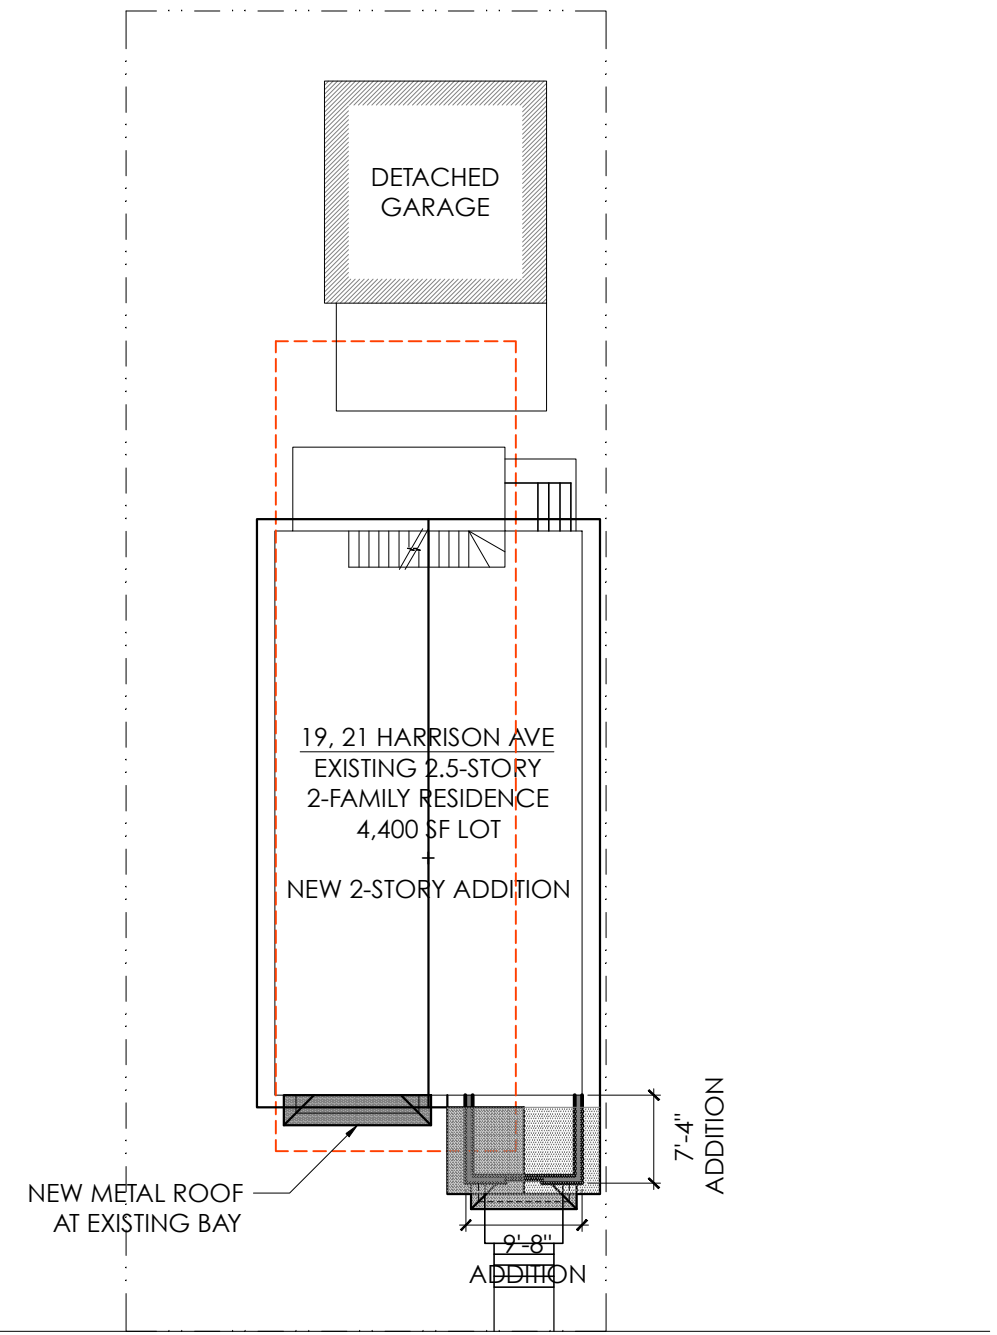 DETACHED
GARAGE
19, 21 HARRISON AVE
EXISTING 2.5-STORY
2-FAMILY RESIDENCE
4,400 SF LOT
+
NEW 2-STORY ADDITION
7'-4"
ADDITION
NEW METAL ROOF
AT EXISTING BAY
9'-8"
ADDITION